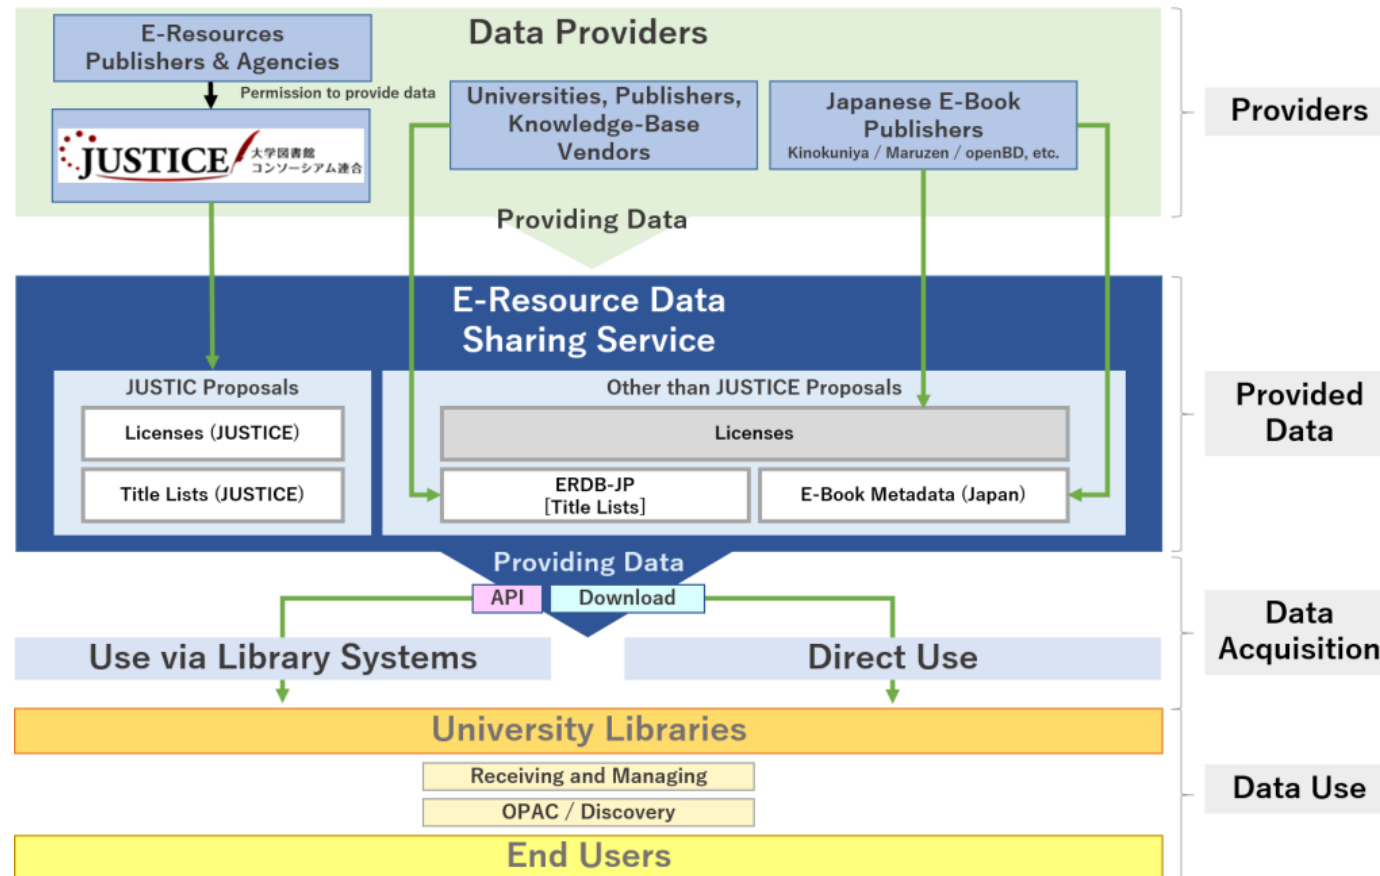 Data Providers
E-Resources
Publishers & Agencies
Permission to provide data
JUSTICE
大学図書館
コンソーシアム連合
Universities, Publishers,
Knowledge-Base
Vendors
Japanese E-Book
Publishers
Kinokuniya / Maruzen / openBD, etc.
Providers
Providing Data
E-Resource Data
Sharing Service
JUSTIC Proposals
Licenses (JUSTICE)
Title Lists (JUSTICE)
Other than JUSTICE Proposals
Licenses
ERDB-JP
[Title Lists]
E-Book Metadata (Japan)
Provided
Data
Providing Data
API
Download
Use via Library Systems
Direct Use
Data
Acquisition
University Libraries
Receiving and Managing
OPAC / Discovery
Data Use
End Users